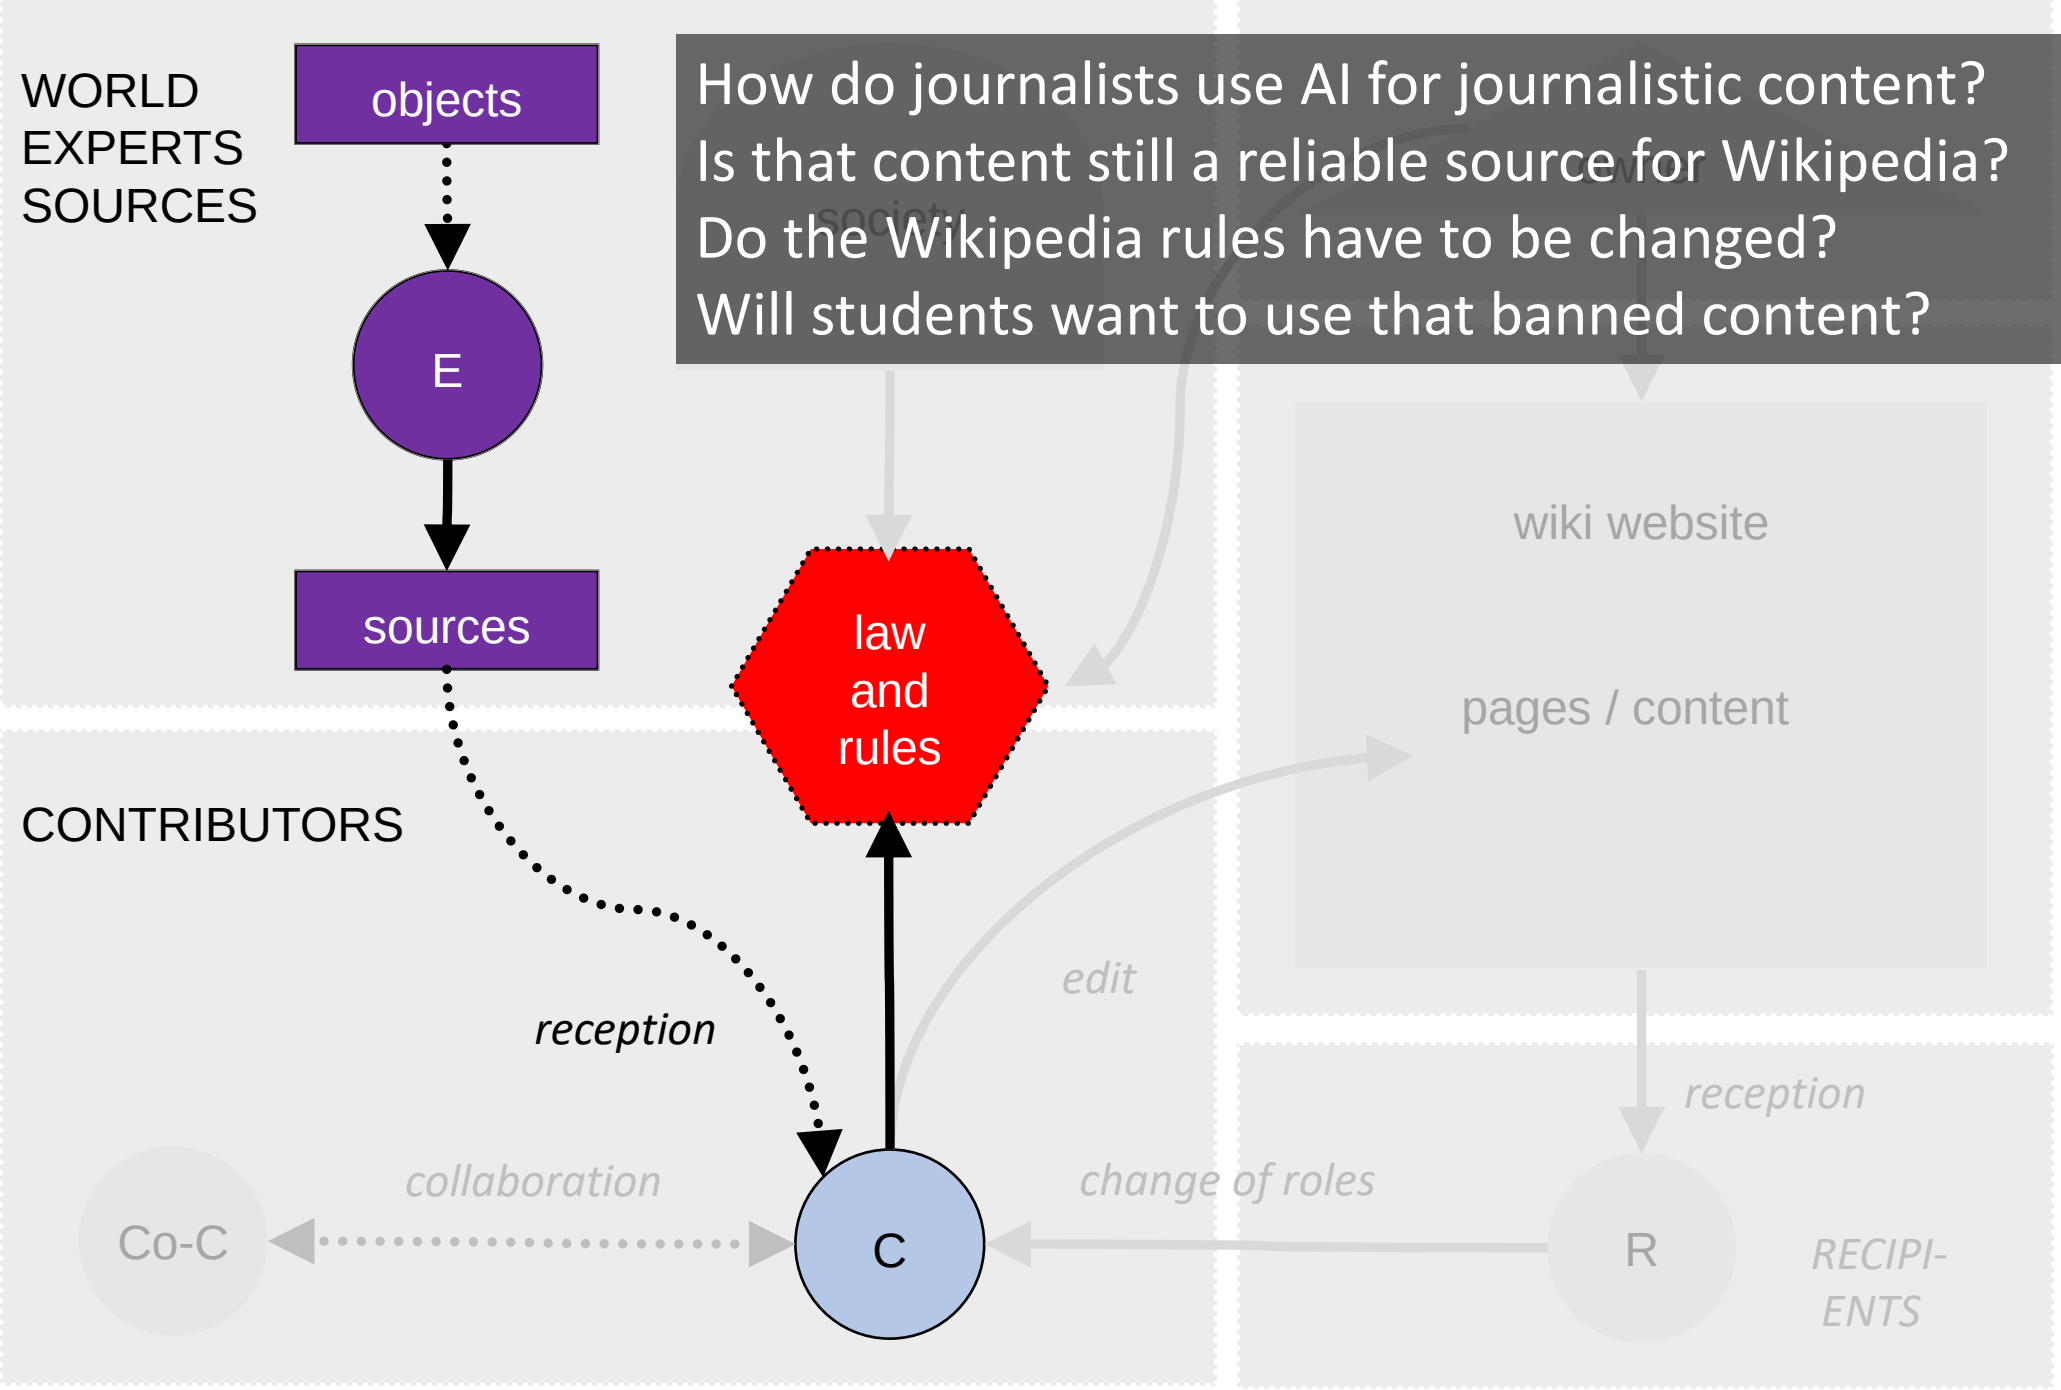 WORLD
EXPERTS
SOURCES
objects
How do journalists use AI for journalistic content?
Is that content still a reliable source for Wikipedia?
Do the Wikipedia rules have to be changed?
Will students want to use that banned content?
owner
society
E
sources
law
and
rules
wiki website
pages / content
CONTRIBUTORS
edit
reception
reception
collaboration
change of roles
Co-C
C
R
RECIPI-
ENTS